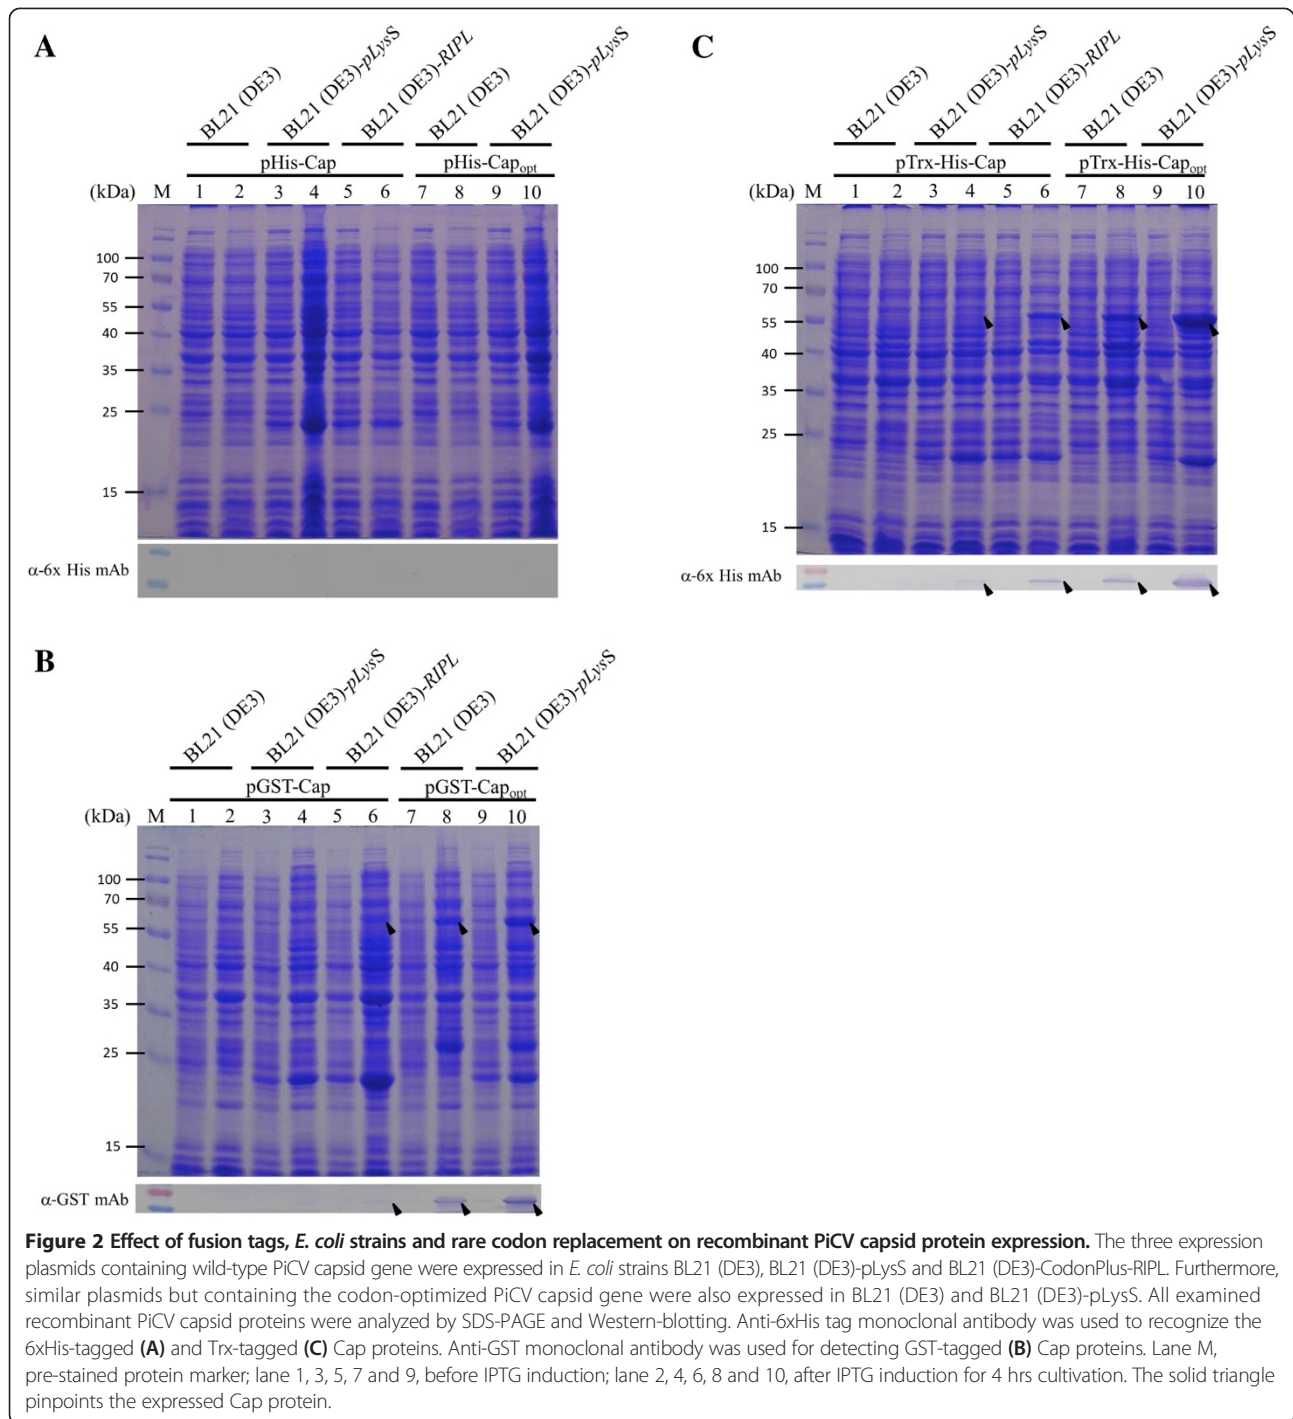 A
BL21 (DE3)
BL21 (DE3)-pLysS
BL21 (DE3)-RIPL
BL21 (DE3)
BL21 (DE3)-pLysS
pHis-Cap
pHis-Capopt
(kDa) M 1 2 3 4 5 6 7 8 9 10
100
70
55
40
35
25
15
α-6x His mAb
C
BL21 (DE3)
BL21 (DE3)-pLysS
BL21 (DE3)-RIPL
BL21 (DE3)
BL21 (DE3)-pLysS
pTrx-His-Cap
pTrx-His-Capopt
(kDa) M 1 2 3 4 5 6 7 8 9 10
100
70
55
40
35
25
15
α-6x His mAb
B
BL21 (DE3)
BL21 (DE3)-pLysS
BL21 (DE3)-RIPL
BL21 (DE3)
BL21 (DE3)-pLysS
pGST-Cap
pGST-Capopt
(kDa) M 1 2 3 4 5 6 7 8 9 10
100
70
55
40
35
25
15
α-GST mAb
Figure 2 Effect of fusion tags, E. coli strains and rare codon replacement on recombinant PiCV capsid protein expression. The three expression
plasmids containing wild-type PiCV capsid gene were expressed in E. coli strains BL21 (DE3), BL21 (DE3)-pLysS and BL21 (DE3)-CodonPlus-RIPL. Furthermore,
similar plasmids but containing the codon-optimized PiCV capsid gene were also expressed in BL21 (DE3) and BL21 (DE3)-pLysS. All examined
recombinant PiCV capsid proteins were analyzed by SDS-PAGE and Western-blotting. Anti-6xHis tag monoclonal antibody was used to recognize the
6xHis-tagged (A) and Trx-tagged (C) Cap proteins. Anti-GST monoclonal antibody was used for detecting GST-tagged (B) Cap proteins. Lane M,
pre-stained protein marker; lane 1, 3, 5, 7 and 9, before IPTG induction; lane 2, 4, 6, 8 and 10, after IPTG induction for 4 hrs cultivation. The solid triangle
pinpoints the expressed Cap protein.